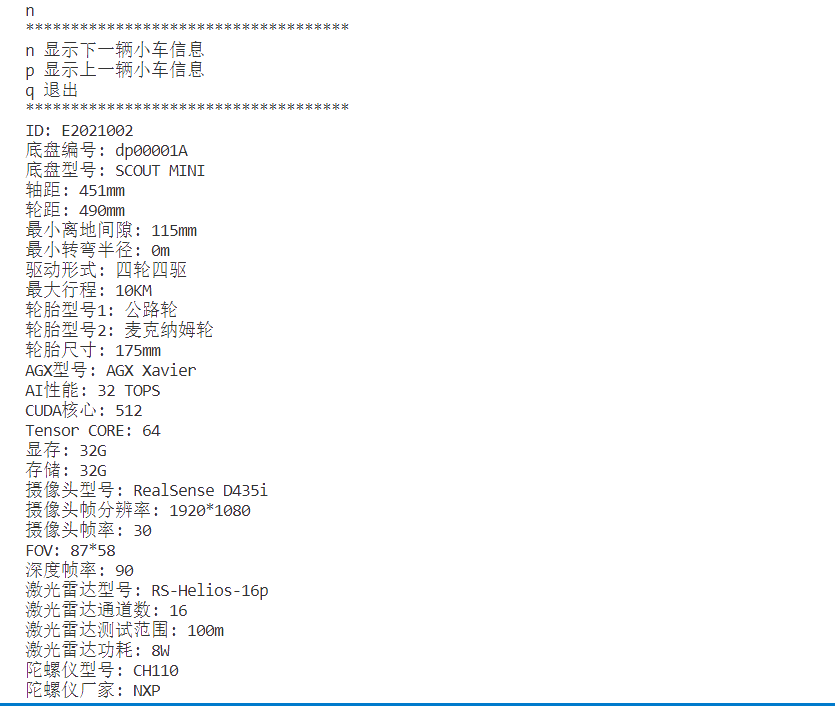 n
************************************
n 显示下一辆小车信息
p 显示上一辆小车信息
q 退出
************************************
ID: E2021002
底盘编号: dp00001A
底盘型号: SCOUT MINI
轴距: 451mm
轮距: 490mm
最小离地间隙: 115mm
最小转弯半径: 0m
驱动形式: 四轮四驱
最大行程: 10KM
轮胎型号1: 公路轮
轮胎型号2: 麦克纳姆轮
轮胎尺寸: 175mm
AGX型号: AGX Xavier
AI性能: 32 TOPS
CUDA核心: 512
Tensor CORE: 64
显存: 32G
存储: 32G
摄像头型号: RealSense D435i
摄像头帧分辨率: 1920*1080
摄像头帧率: 30
FOV: 87*58
深度帧率: 90
激光雷达型号: RS-Helios-16p
激光雷达通道数: 16
激光雷达测试范围: 100m
激光雷达功耗: 8W
陀螺仪型号: CH110
陀螺仪厂家: NXP